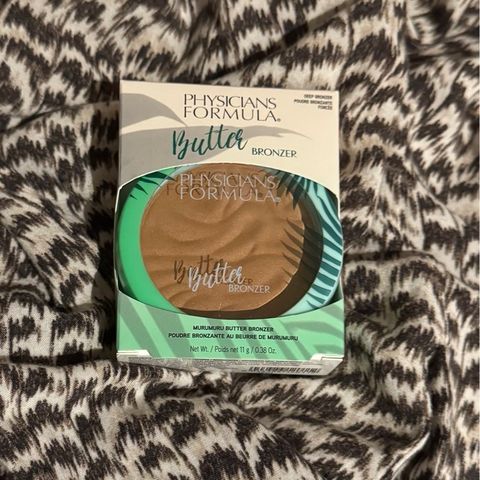 PHYSICIANS
FORMULA®
DEEP BRONZER
POUDRE BRONZANTE
FONCÉE
Butter BRONZER
PHYSICIANS
FORMULA
Butter
BRONZER
MURUMURU BUTTER BRONZER
POUDRE BRONZANTE AU BEURRE DE MURUMURU
Net Wt. / Poids net 11 g / 0.38 Oz.